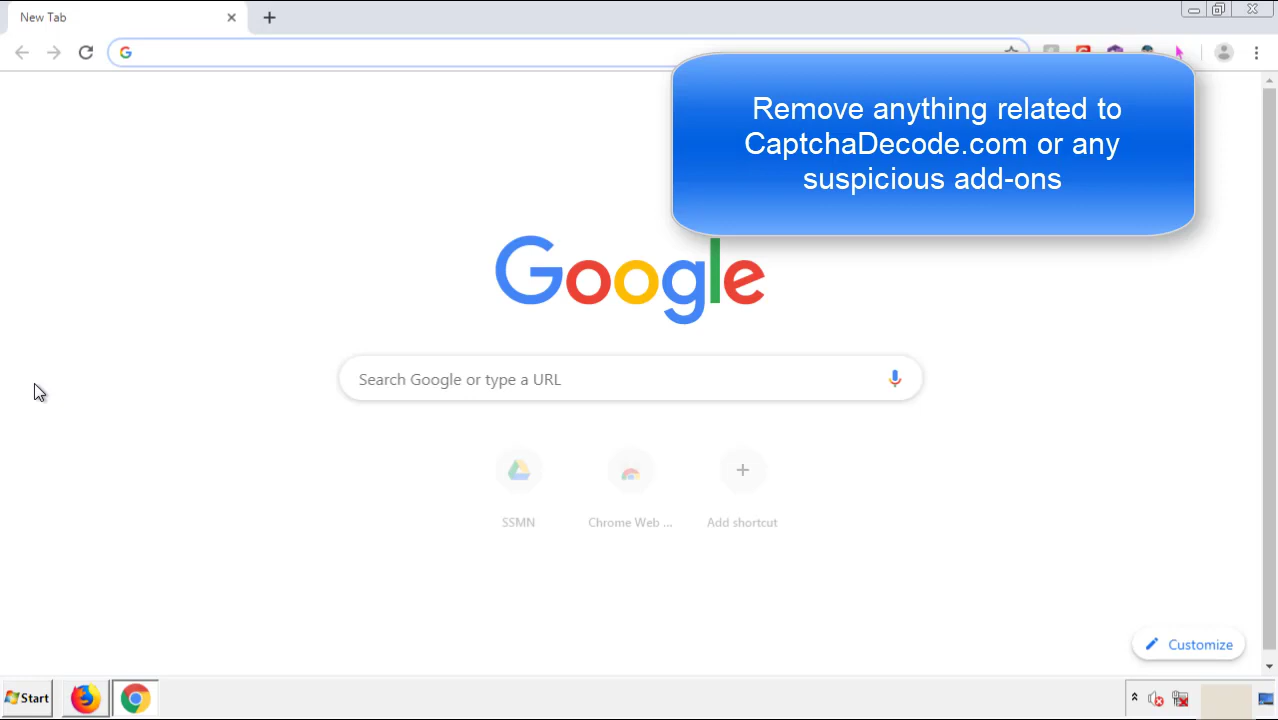 New Tab
Remove anything related to
CaptchaDecode.com or any
suspicious add-ons
Google
Search Google or type a URL
SSMN
Chrome Web ...
Add shortcut
Customize
Start